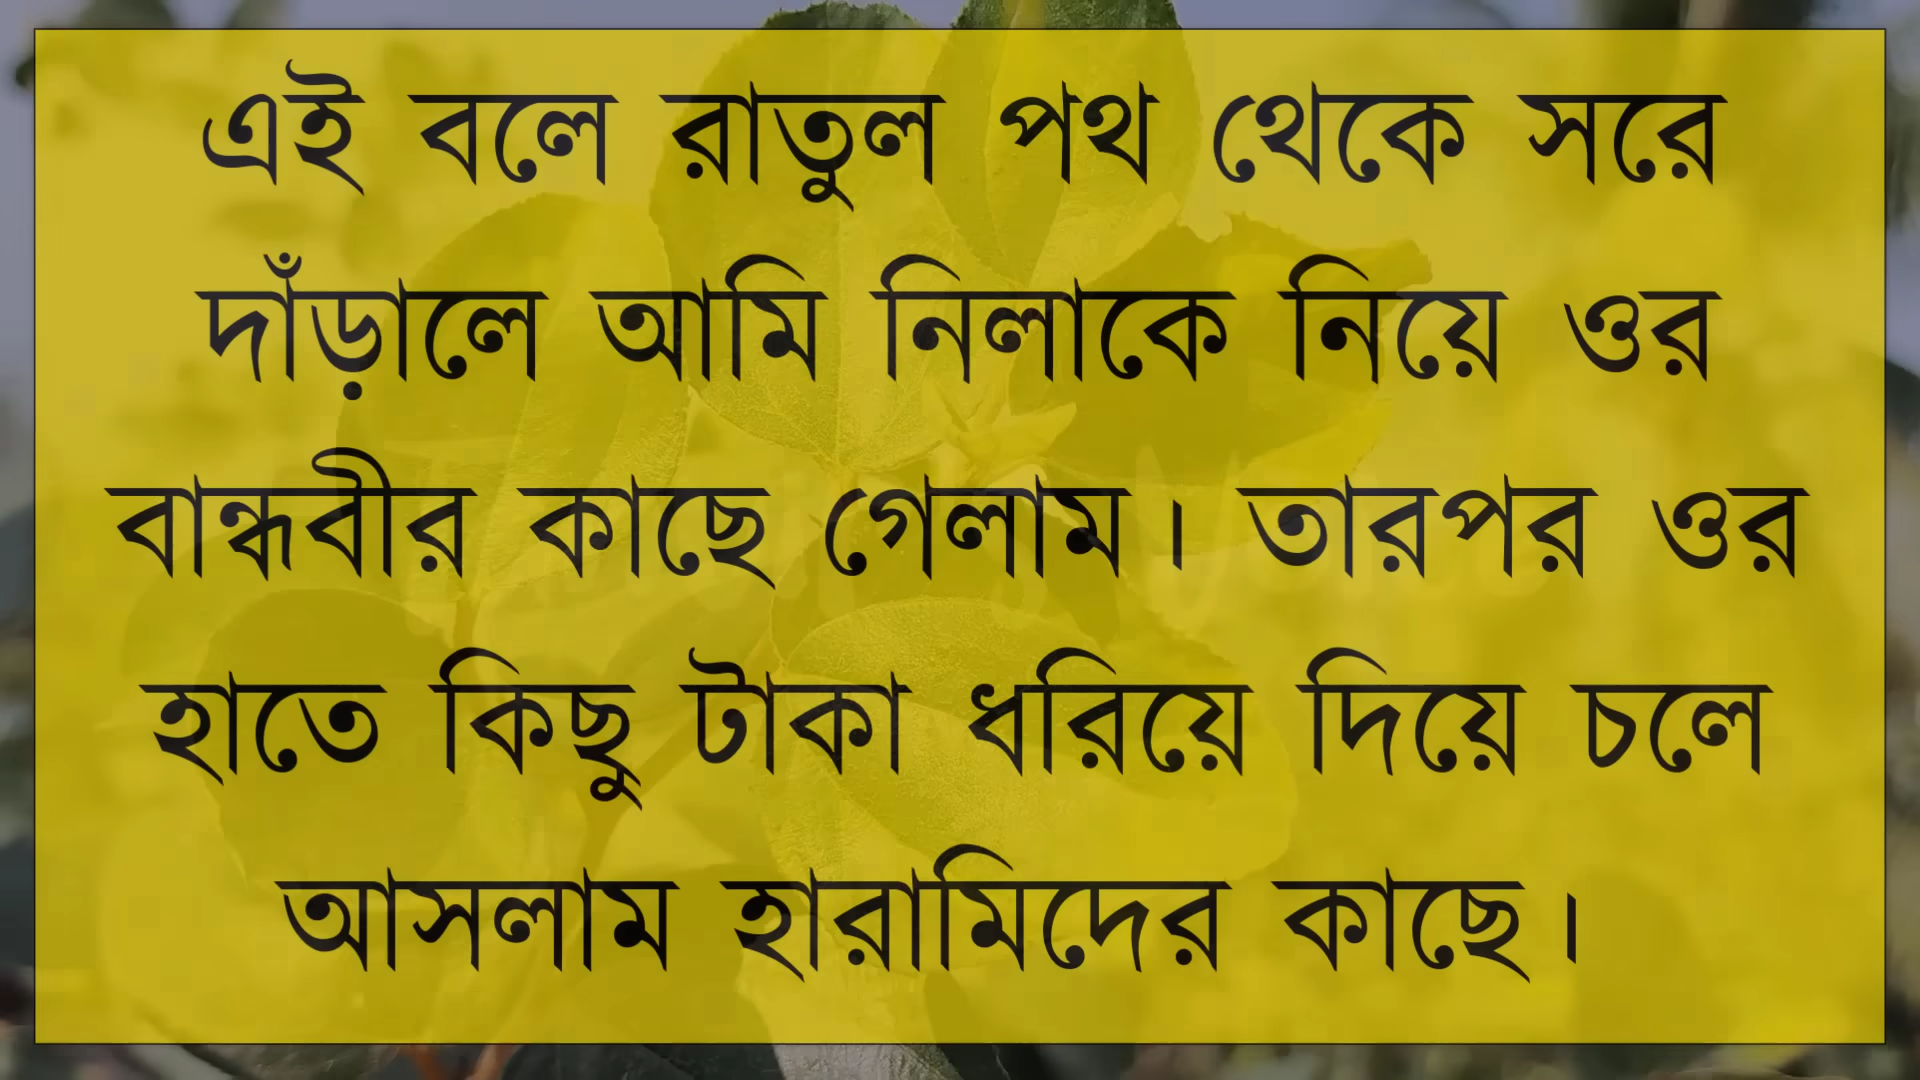 এই বলে রাতুল পথ থেকে সরে
দাঁড়ালে আমি নিলাকে নিয়ে ওর
বান্ধবীর কাছে গেলাম। তারপর ওর
হাতে কিছু টাকা ধরিয়ে দিয়ে চলে
আসলাম হারামিদের কাছে।